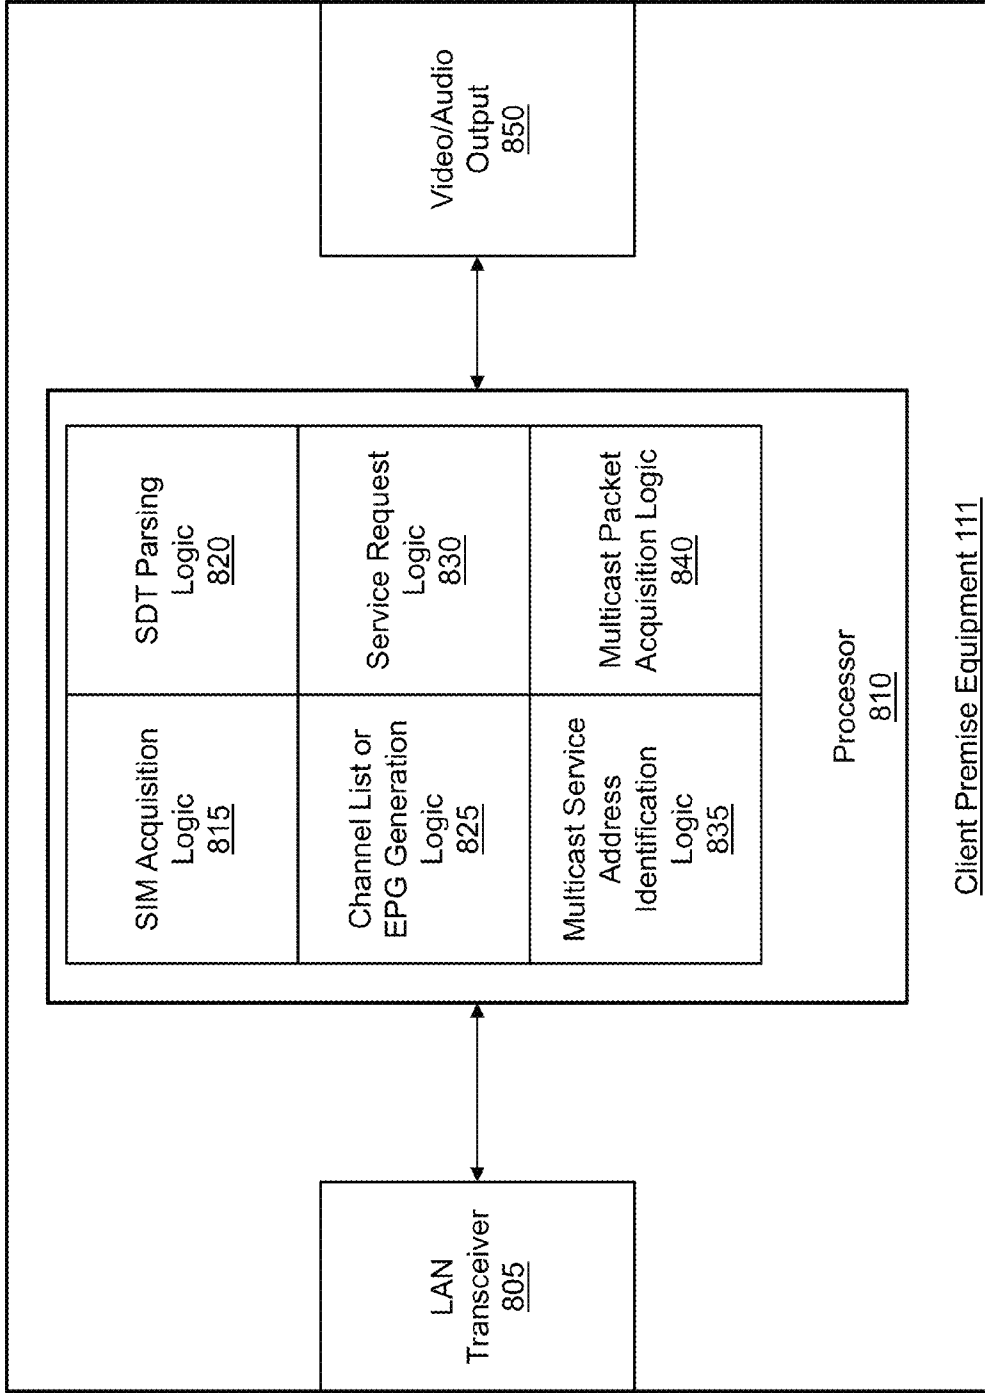 LAN
Transceiver
805
SIM Acquisition
Logic
815
SDT Parsing
Logic
820
Channel List or
EPG Generation
Logic
825
Service Request
Logic
830
Multicast Service
Address
Identification
Logic
835
Multicast Packet
Acquisition Logic
840
Processor
810
Video/Audio
Output
850
Client Premise Equipment 111